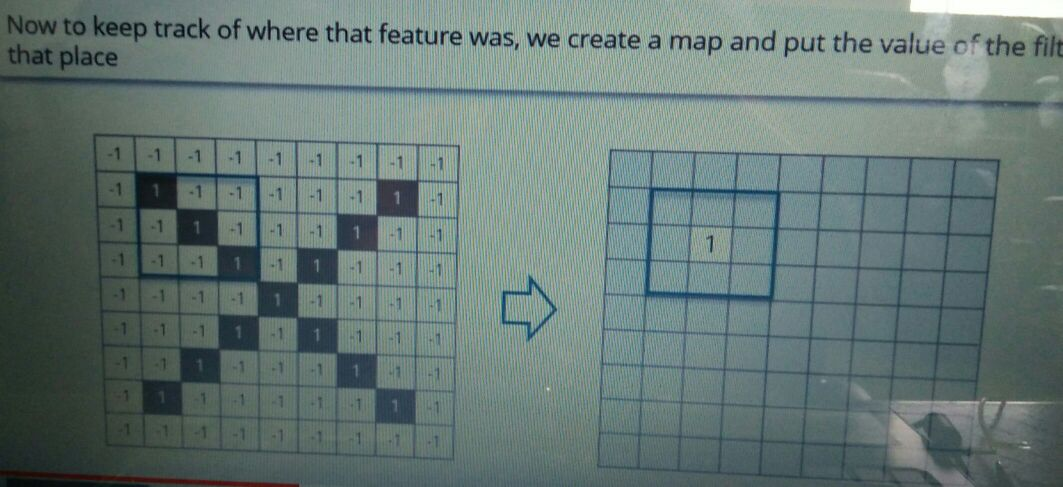 Now to keep track of where that feature was, we create a map and put the value of the
that place
-1 -1 -1 -1 -1 -1 -1 -1 -1
-1 1 -1 -1 -1 -1 -1 1 -1
-1 -1 1 -1 -1 -1 1 -1 -1
1
-1 -1 -1 1 -1 1 -1 -1 -1
-1 -1 -1 -1 1 -1 -1 -1 -1
-1 -1 -1 1 -1 1 -1 -1 -1
-1 -1 1 -1 -1 -1 1 -1 -1
-1 1 -1 -1 -1 -1 -1 1 -1
-1 -1 -1 -1 -1 -1 -1 -1 -1